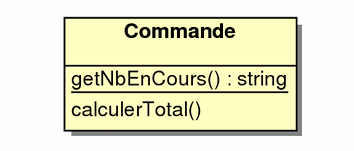 Commande
getNbEnCours() : string
calculerTotal()